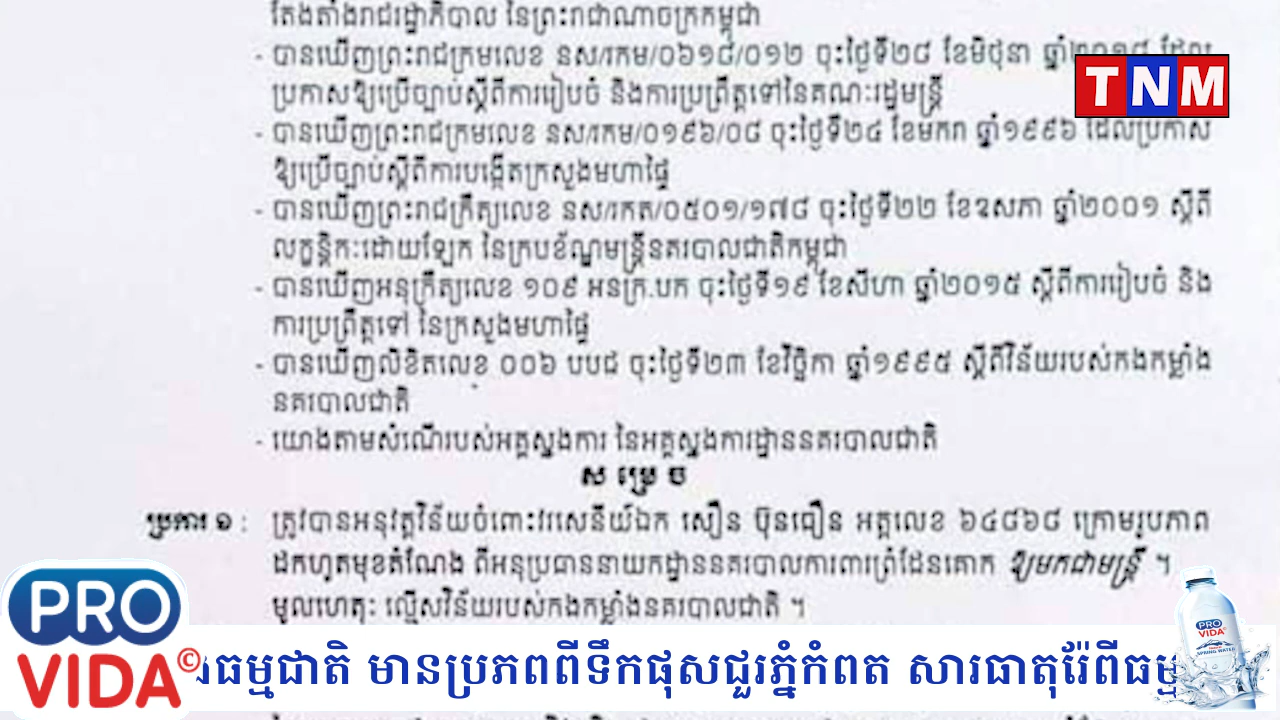 តែងតាំងរាជរដ្ឋាភិបាល នៃព្រះរាជាណាចក្រកម្ពុជា
- បានឃើញព្រះរាជក្រមលេខ នស/រកម/០៦១៨/០១២ ចុះថ្ងៃទី២៨ ខែមិថុនា ឆ្នាំ២០១៨ ដែល
ប្រកាសឱ្យប្រើច្បាប់ស្តីពីការរៀបចំ និងការប្រព្រឹត្តទៅនៃគណៈរដ្ឋមន្ត្រី
TNM
- បានឃើញព្រះរាជក្រមលេខ នស/រកម/០១៩៦/០៨ ចុះថ្ងៃទី២៤ ខែមករា ឆ្នាំ១៩៩៦ ដែលប្រកាស
ឱ្យប្រើច្បាប់ស្តីពីការបង្កើតក្រសួងមហាផ្ទៃ
- បានឃើញព្រះរាជក្រឹត្យលេខ នស/រកត/០៥០១/១៧៨ ចុះថ្ងៃទី២២ ខែឧសភា ឆ្នាំ២០០១ ស្តីពី
លក្ខន្តិកៈដោយឡែក នៃក្របខ័ណ្ឌមន្ត្រីនគរបាលជាតិកម្ពុជា
- បានឃើញអនុក្រឹត្យលេខ ១០៩ អនក្រ.បក ចុះថ្ងៃទី១៩ ខែសីហា ឆ្នាំ២០១៥ ស្តីពីការរៀបចំ និង
ការប្រព្រឹត្តទៅ នៃក្រសួងមហាផ្ទៃ
- បានឃើញលិខិតលេខ ០០៦ បបជ ចុះថ្ងៃទី២៣ ខែវិច្ឆិកា ឆ្នាំ១៩៩៥ ស្តីពីវិន័យរបស់កងកម្លាំង
នគរបាលជាតិ
- យោងតាមសំណើរបស់អគ្គស្នងការ នៃអគ្គស្នងការដ្ឋាននគរបាលជាតិ
ស ម្រេ ច
ប្រការ ១ : ត្រូវបានអនុវត្តវិន័យចំពោះវរសេនីយ៍ឯក សឿន ប៊ុនធឿន អត្តលេខ ៦៤៨៦៨ ក្រោមរូបភាព
ដកហូតមុខតំណែង ពីអនុប្រធាននាយកដ្ឋាននគរបាលការពារព្រំដែនគោក ឱ្យមកជាមន្ត្រី ។
មូលហេតុ: ល្មើសវិន័យរបស់កងកម្លាំងនគរបាលជាតិ ។
PRO
VIDA©
ងធម្មជាតិ មានប្រភពពីទឹកផុសជួរភ្នំកំពត សារធាតុរ៉ែពីធម្ម
PRO
VIDA
SPRING WATER